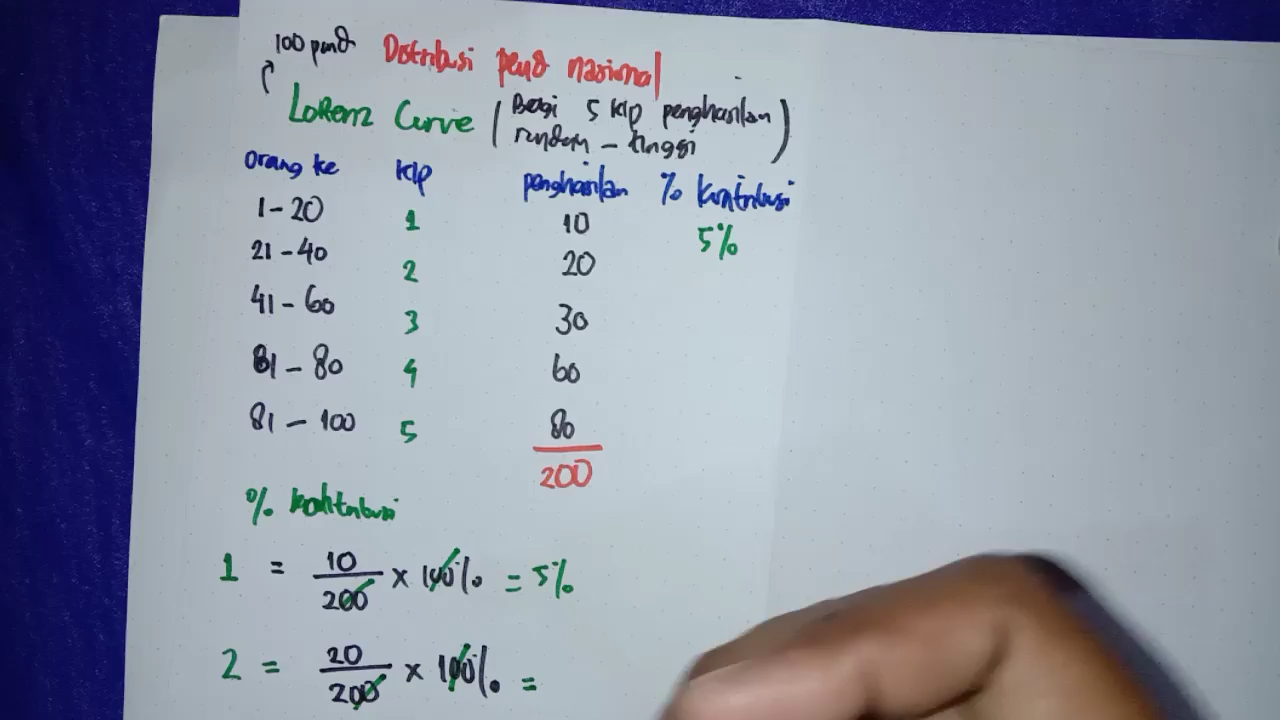 100 pend Distribusi pend nasional
Lorenz Curve (Bagi 5 klp penghasilan
rendah - tinggi)
orang ke klp penghasilan % kontribusi
1-20 1 10 5%
21-40 2 20
41-60 3 30
81-80 4 60
81-100 5 80
200
% kontribusi
1 = 10/200 x 100% = 5%
2 = 20/200 x 100% =